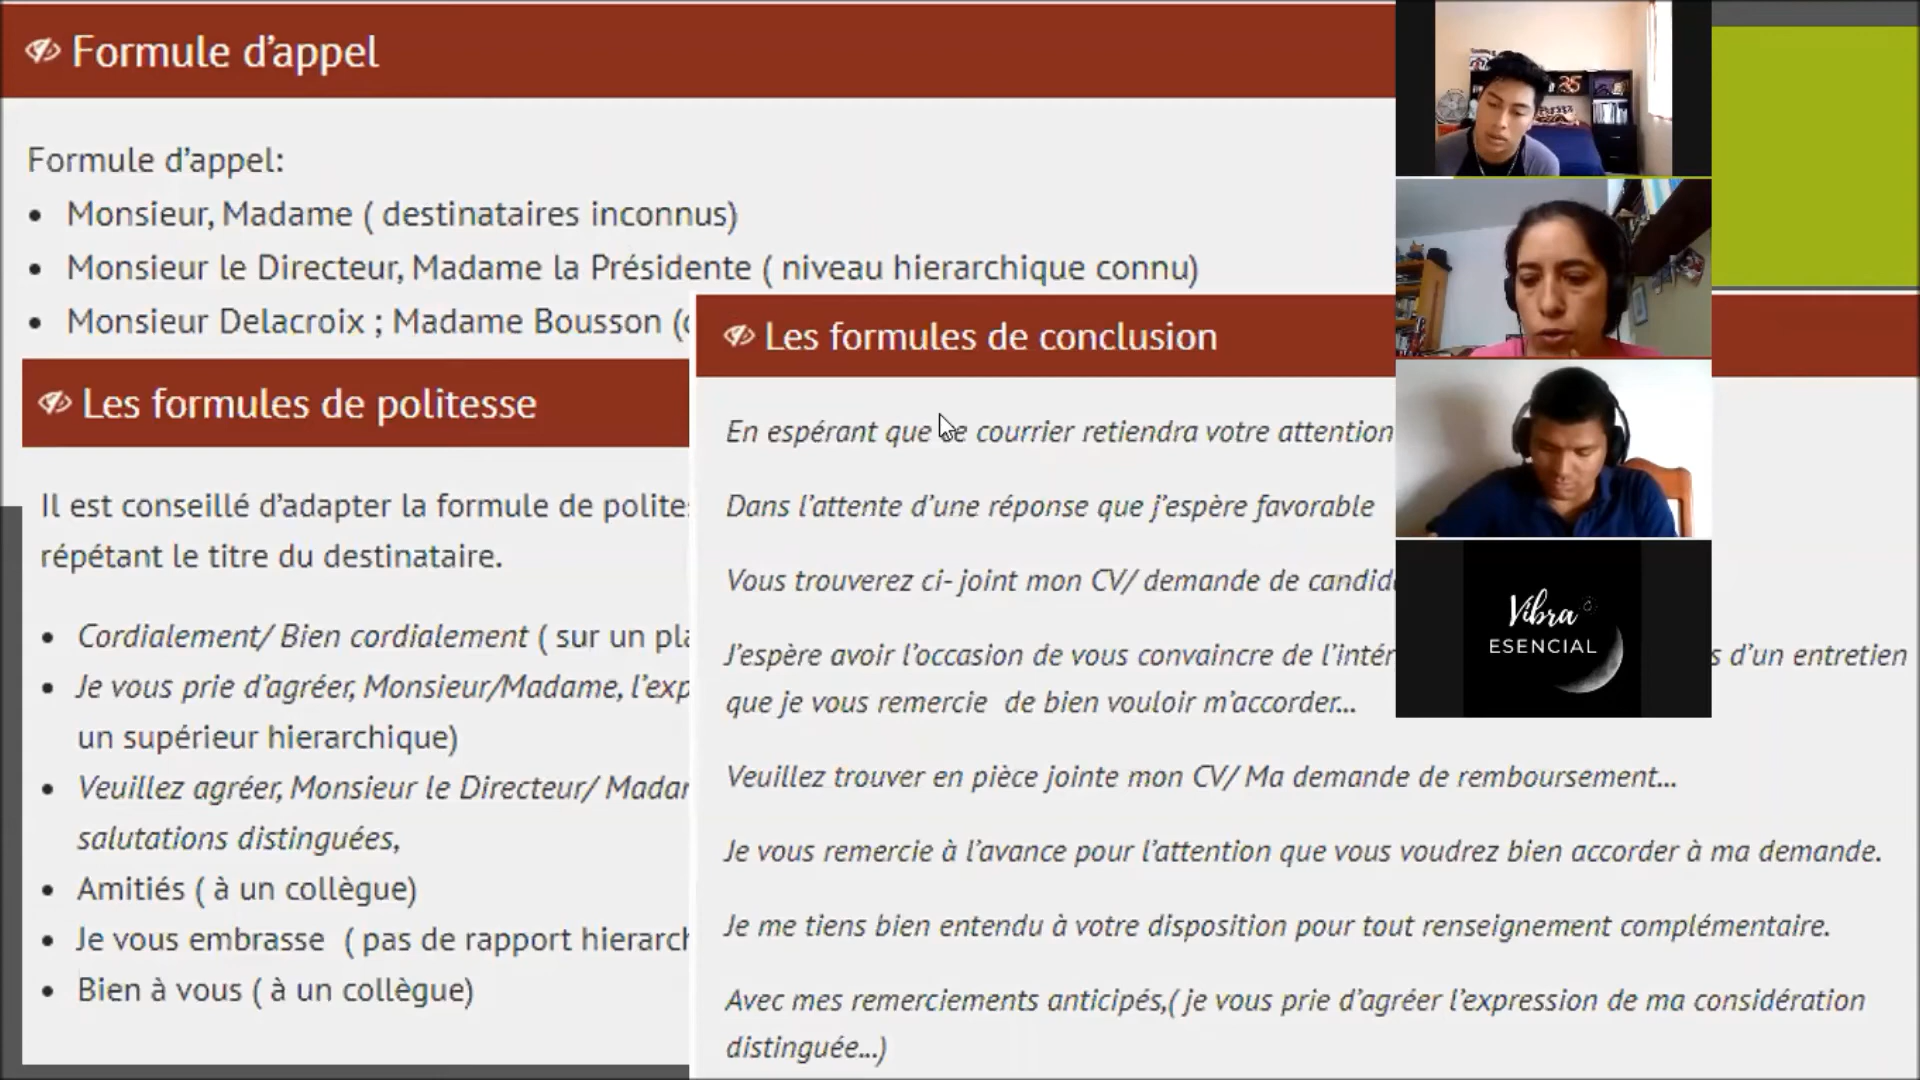 Formule d'appel
Formule d'appel:
• Monsieur, Madame ( destinataires inconnus)
• Monsieur le Directeur, Madame la Présidente ( niveau hierarchique connu)
• Monsieur Delacroix ; Madame Bousson
Les formules de politesse
Il est conseillé d'adapter la formule de
répétant le titre du destinataire.
• Cordialement/ Bien cordialement ( sur un
• Je vous prie d'agréer, Monsieur/Madame,
un supérieur hierarchique)
• Veuillez agréer, Monsieur le Directeur/
salutations distinguées,
• Amitiés ( à un collègue)
• Je vous embrasse ( pas de rapport
• Bien à vous ( à un collègue)
Les formules de conclusion
En espérant que courrier retiendra votre attention
Dans l'attente d'une réponse que j'espère favorable
Vous trouverez ci- joint mon CV/ demande de
J'espère avoir l'occasion de vous convaincre de d'un entretien
que je vous remercie de bien vouloir m'accorder...
Veuillez trouver en pièce jointe mon CV/ Ma demande de remboursement...
Je vous remercie à l'avance pour l'attention que vous voudrez bien accorder à ma demande.
Je me tiens bien entendu à votre disposition pour tout renseignement complémentaire.
Avec mes remerciements anticipés,( je vous prie d'agréer l'expression de ma considération
distinguée...)
35
Vibra
ESENCIAL